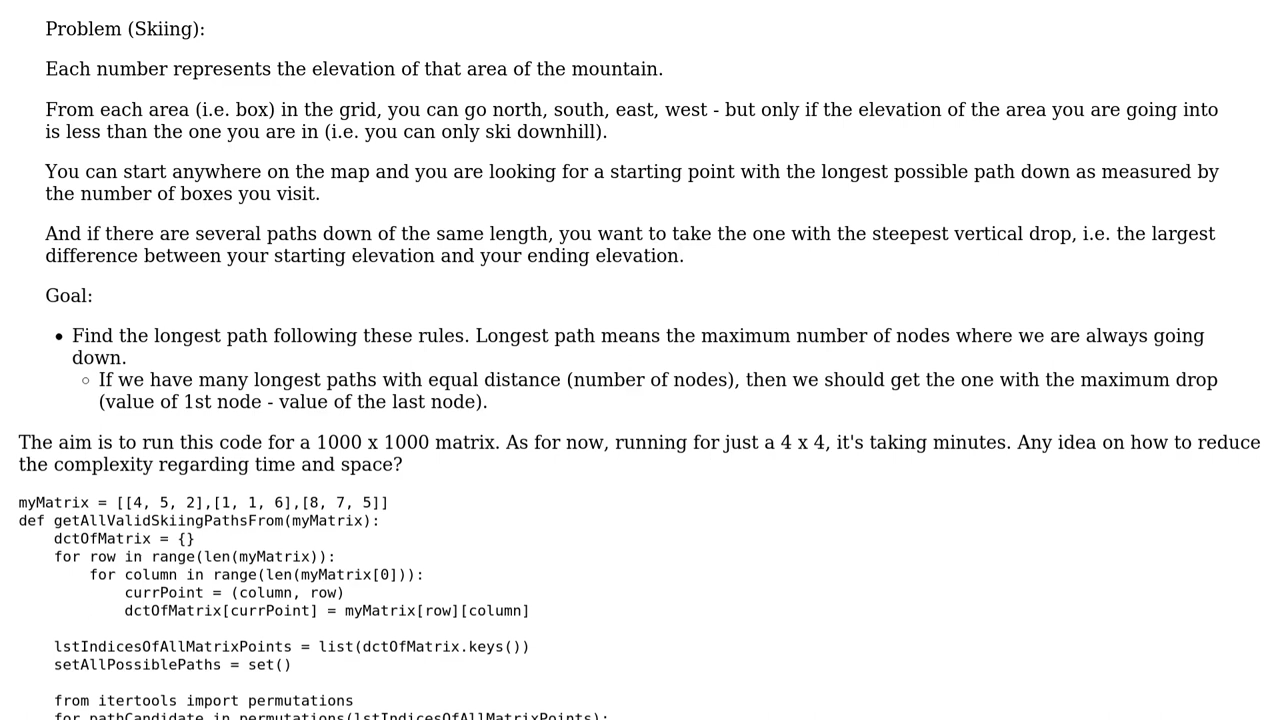 Problem (Skiing):
Each number represents the elevation of that area of the mountain.
From each area (i.e. box) in the grid, you can go north, south, east, west - but only if the elevation of the area you are going into
is less than the one you are in (i.e. you can only ski downhill).
You can start anywhere on the map and you are looking for a starting point with the longest possible path down as measured by
the number of boxes you visit.
And if there are several paths down of the same length, you want to take the one with the steepest vertical drop, i.e. the largest
difference between your starting elevation and your ending elevation.
Goal:
• Find the longest path following these rules. Longest path means the maximum number of nodes where we are always going
down.
◦ If we have many longest paths with equal distance (number of nodes), then we should get the one with the maximum drop
(value of 1st node - value of the last node).
The aim is to run this code for a 1000 x 1000 matrix. As for now, running for just a 4 x 4, it's taking minutes. Any idea on how to reduce
the complexity regarding time and space?
myMatrix = [[4, 5, 2],[1, 1, 6],[8, 7, 5]]
def getAllValidSkiingPathsFrom(myMatrix):
    dctOfMatrix = {}
    for row in range(len(myMatrix)):
        for column in range(len(myMatrix[0])):
            currPoint = (column, row)
            dctOfMatrix[currPoint] = myMatrix[row][column]
    lstIndicesOfAllMatrixPoints = list(dctOfMatrix.keys())
    setAllPossiblePaths = set()
    from itertools import permutations
    for pathCandidate in permutations(lstIndicesOfAllMatrixPoints):